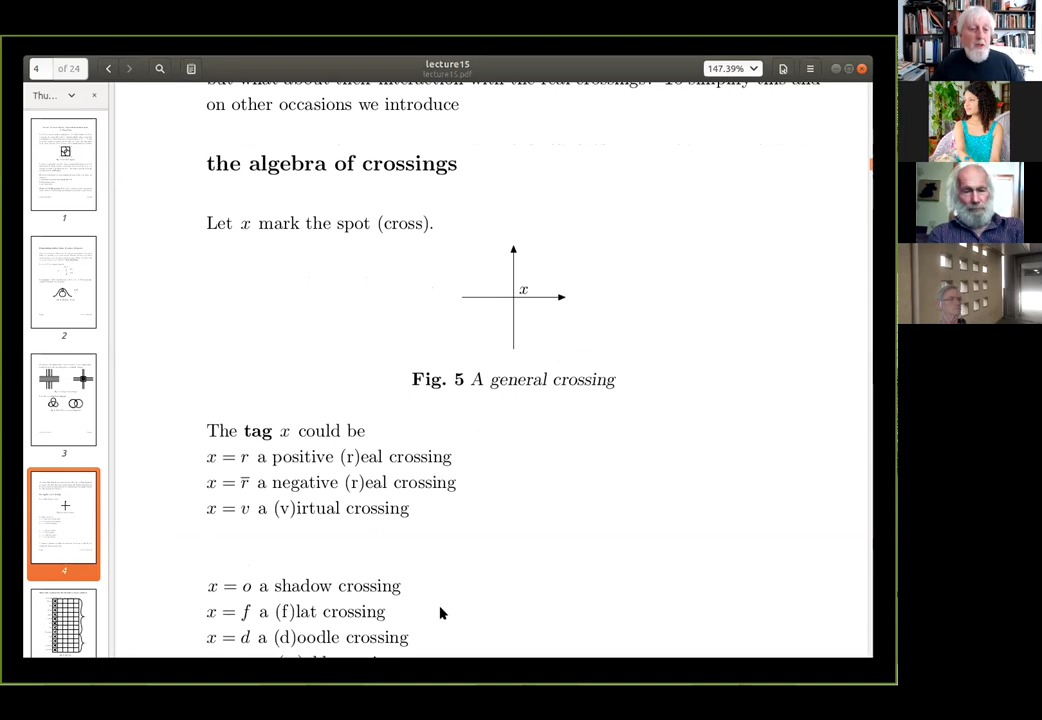 4 of 24
lecture15
lecture15.pdf
147.39%
Thu...
1
2
3
4
on other occasions we introduce
the algebra of crossings
Let x mark the spot (cross).
x
Fig. 5 A general crossing
The tag x could be
x = r a positive (r)eal crossing
x = r̅ a negative (r)eal crossing
x = v a (v)irtual crossing
x = o a shadow crossing
x = f a (f)lat crossing
x = d a (d)oodle crossing